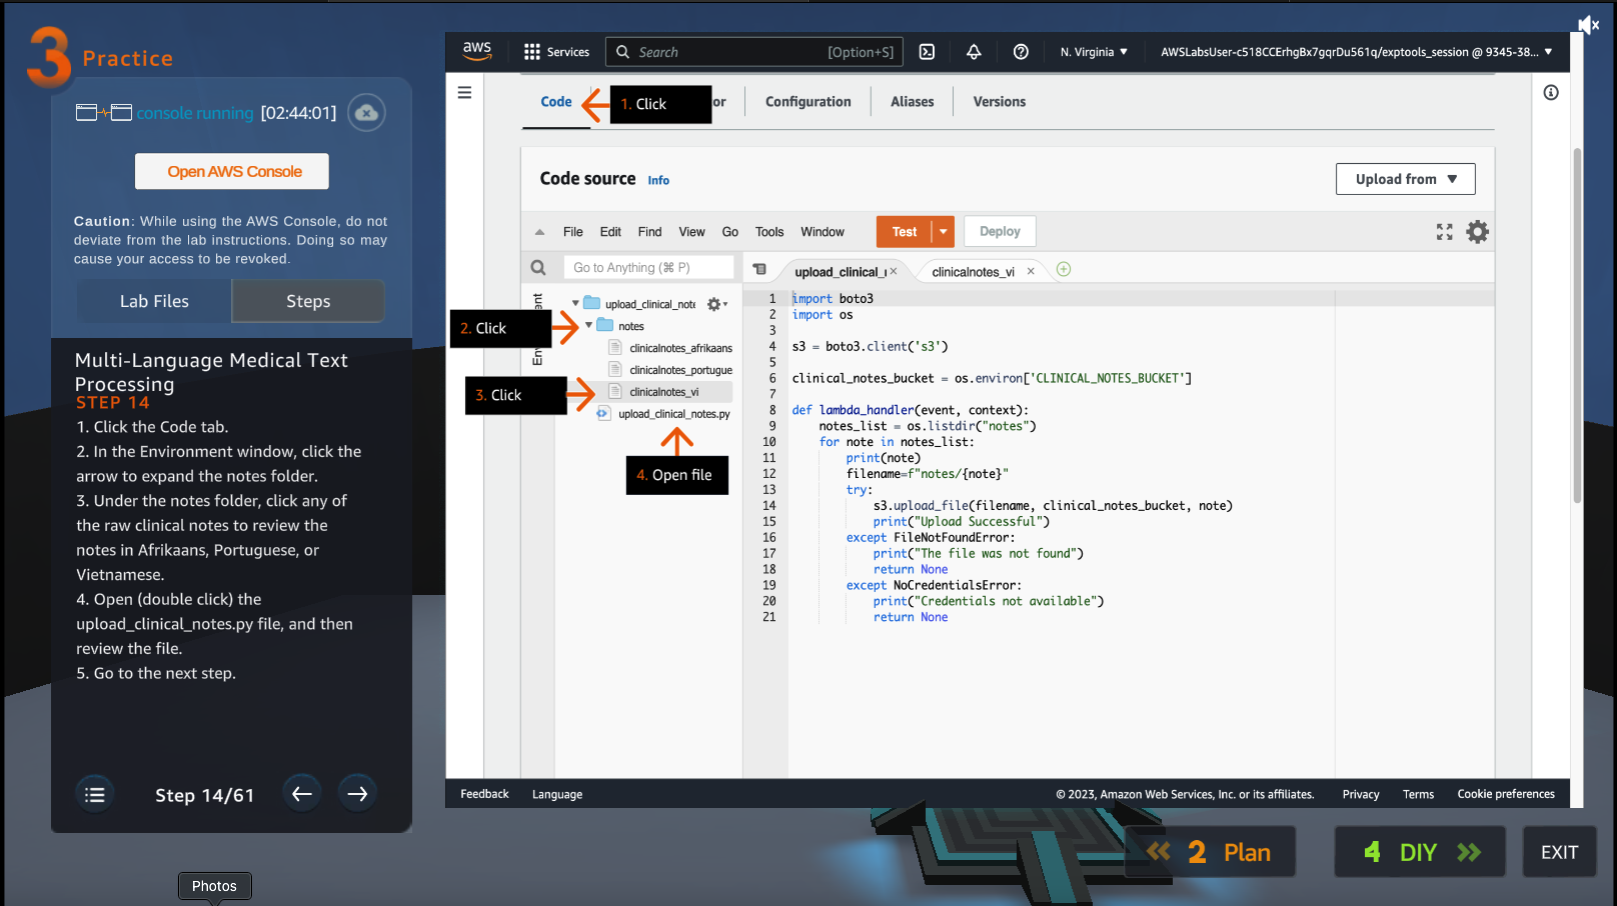 3 Practice
console running [02:44:01]
Open AWS Console
Caution: While using the AWS Console, do not
deviate from the lab instructions. Doing so may
cause your access to be revoked.
Lab Files
Steps
Multi-Language Medical Text
Processing
STEP 14
1. Click the Code tab.
2. In the Environment window, click the
arrow to expand the notes folder.
3. Under the notes folder, click any of
the raw clinical notes to review the
notes in Afrikaans, Portuguese, or
Vietnamese.
4. Open (double click) the
upload_clinical_notes.py file, and then
review the file.
5. Go to the next step.
Step 14/61
Photos
aws
Services
Search
[Option+S]
N. Virginia
AWSLabsUser-c518CCErhgBx7gqrDu561q/exptools_session @ 9345-38...
Code
1. Click
or
Configuration
Aliases
Versions
Code source Info
Upload from
File Edit Find View Go Tools Window
Test
Deploy
Go to Anything (⌘ P)
upload_clinical_
clinicalnotes_vi
upload_clinical_note
2. Click
notes
clinicalnotes_afrikaans
clinicalnotes_portugue
3. Click
clinicalnotes_vi
upload_clinical_notes.py
4. Open file
1 import boto3
2 import os
3
4 s3 = boto3.client('s3')
5
6 clinical_notes_bucket = os.environ['CLINICAL_NOTES_BUCKET']
7
8 def lambda_handler(event, context):
9 notes_list = os.listdir("notes")
10 for note in notes_list:
11 print(note)
12 filename=f"notes/{note}"
13 try:
14 s3.upload_file(filename, clinical_notes_bucket, note)
15 print("Upload Successful")
16 except FileNotFoundError:
17 print("The file was not found")
18 return None
19 except NoCredentialsError:
20 print("Credentials not available")
21 return None
Feedback
Language
© 2023, Amazon Web Services, Inc. or its affiliates.
Privacy
Terms
Cookie preferences
2 Plan
4 DIY
EXIT